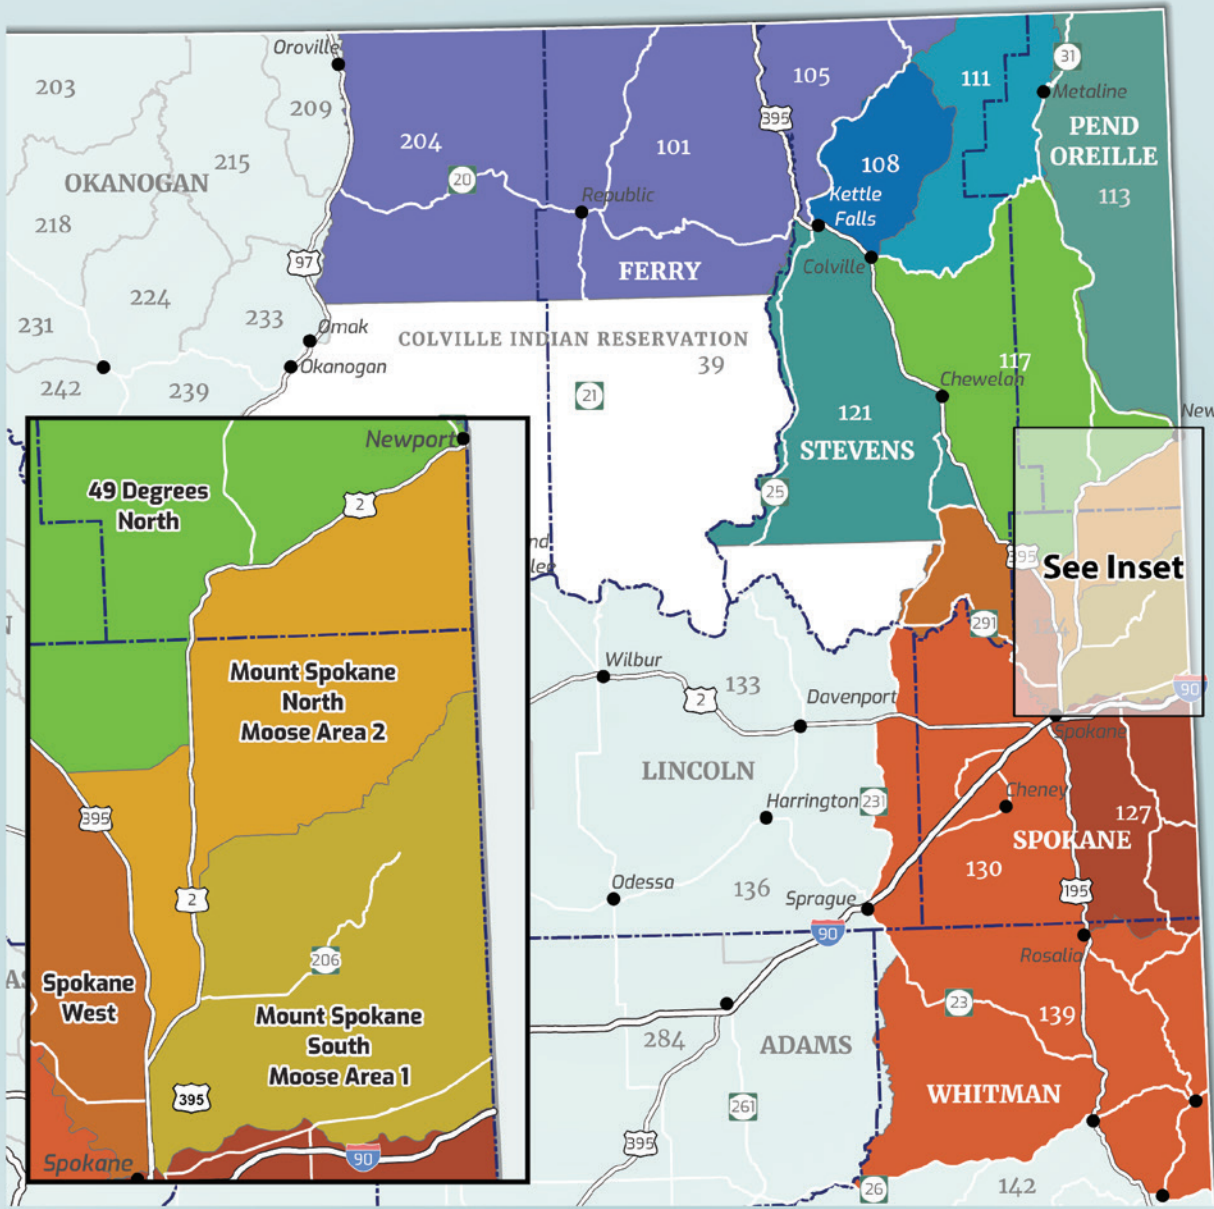 31
Oroville
105
111
203
Metaline
209
395
PEND
OREILLE
204
101
108
215
20
OKANOGAN
Republic
Kettle
Falls
113
218
97
FERRY
Colville
224
231
233
Omak
COLVILLE INDIAN RESERVATION
39
117
Okanogan
242
239
21
Chewelah
121
STEVENS
New
25
395
See Inset
291
Wilbur
133
2
Davenport
90
Spokane
LINCOLN
Harrington
231
Cheney
127
SPOKANE
130
Odessa
136
195
Sprague
90
Rosalia
23
139
284
ADAMS
WHITMAN
261
395
26
142
Newport
49 Degrees
North
2
Mount Spokane
North
Moose Area 2
395
2
206
Spokane
West
Mount Spokane
South
Moose Area 1
395
90
Spokane